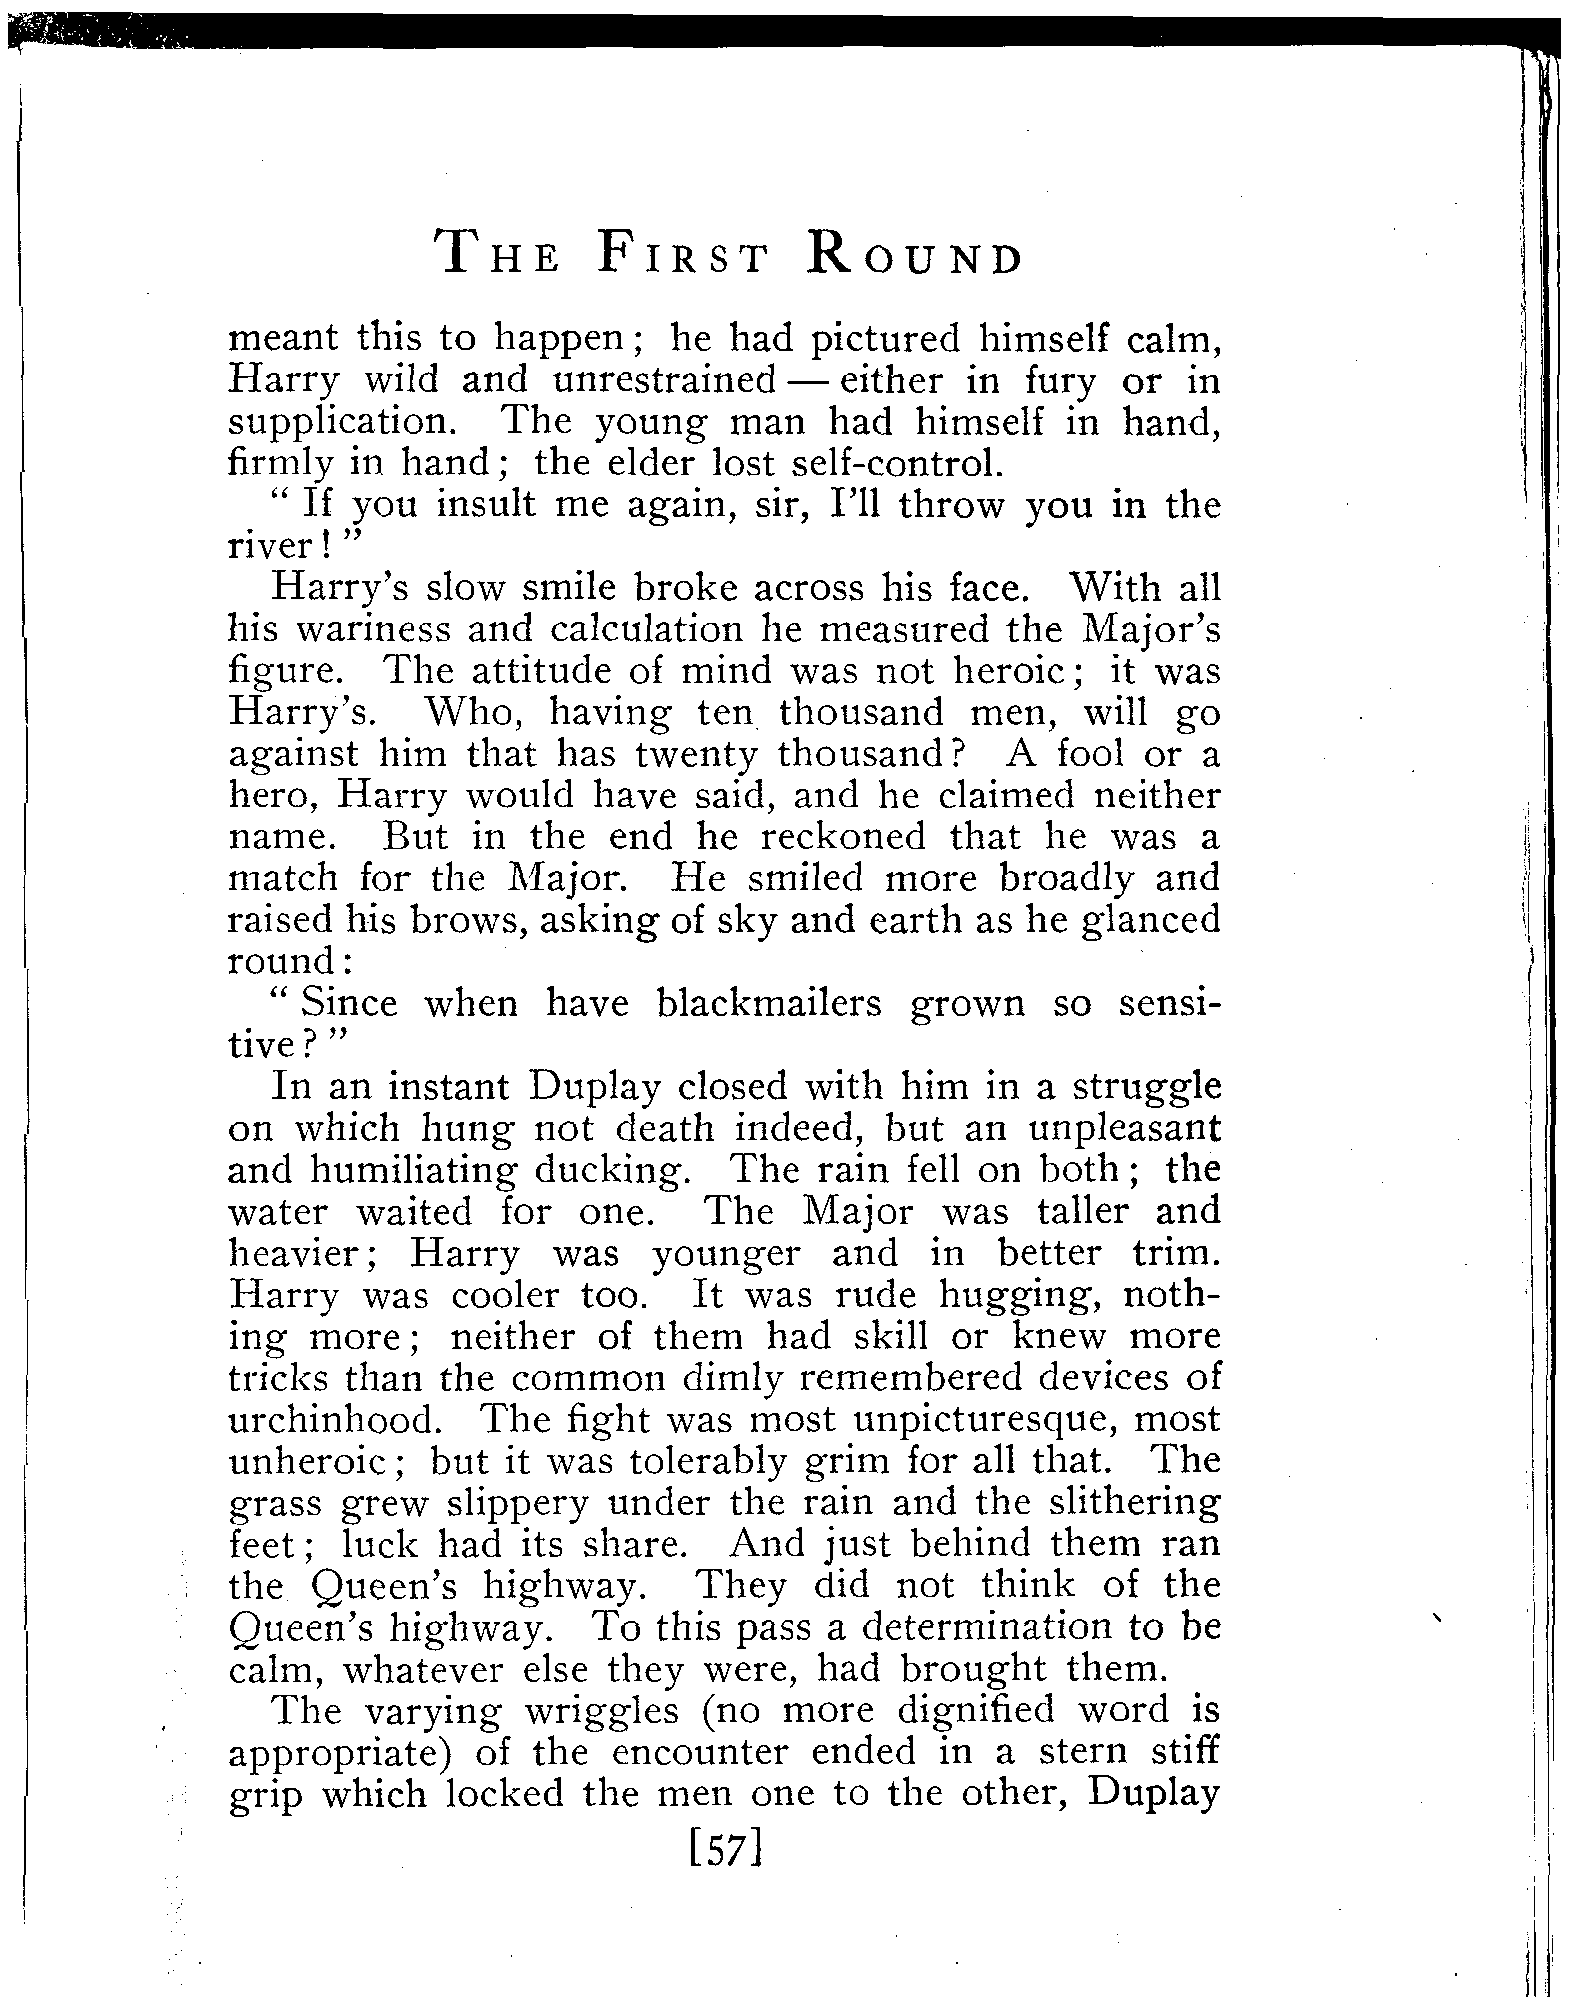 THE FIRST ROUND
meant this to happen; he had pictured himself calm,
Harry wild and unrestrained — either in fury or in
supplication. The young man had himself in hand,
firmly in hand; the elder lost self-control.
"If you insult me again, sir, I'll throw you in the
river!"
Harry's slow smile broke across his face. With all
his wariness and calculation he measured the Major's
figure. The attitude of mind was not heroic; it was
Harry's. Who, having ten thousand men, will go
against him that has twenty thousand? A fool or a
hero, Harry would have said, and he claimed neither
name. But in the end he reckoned that he was a
match for the Major. He smiled more broadly and
raised his brows, asking of sky and earth as he glanced
round:
"Since when have blackmailers grown so sensi-
tive?"
In an instant Duplay closed with him in a struggle
on which hung not death indeed, but an unpleasant
and humiliating ducking. The rain fell on both; the
water waited for one. The Major was taller and
heavier; Harry was younger and in better trim.
Harry was cooler too. It was rude hugging, noth-
ing more; neither of them had skill or knew more
tricks than the common dimly remembered devices of
urchinhood. The fight was most unpicturesque, most
unheroic; but it was tolerably grim for all that. The
grass grew slippery under the rain and the slithering
feet; luck had its share. And just behind them ran
the Queen's highway. They did not think of the
Queen's highway. To this pass a determination to be
calm, whatever else they were, had brought them.
The varying wriggles (no more dignified word is
appropriate) of the encounter ended in a stern stiff
grip which locked the men one to the other, Duplay
[57]